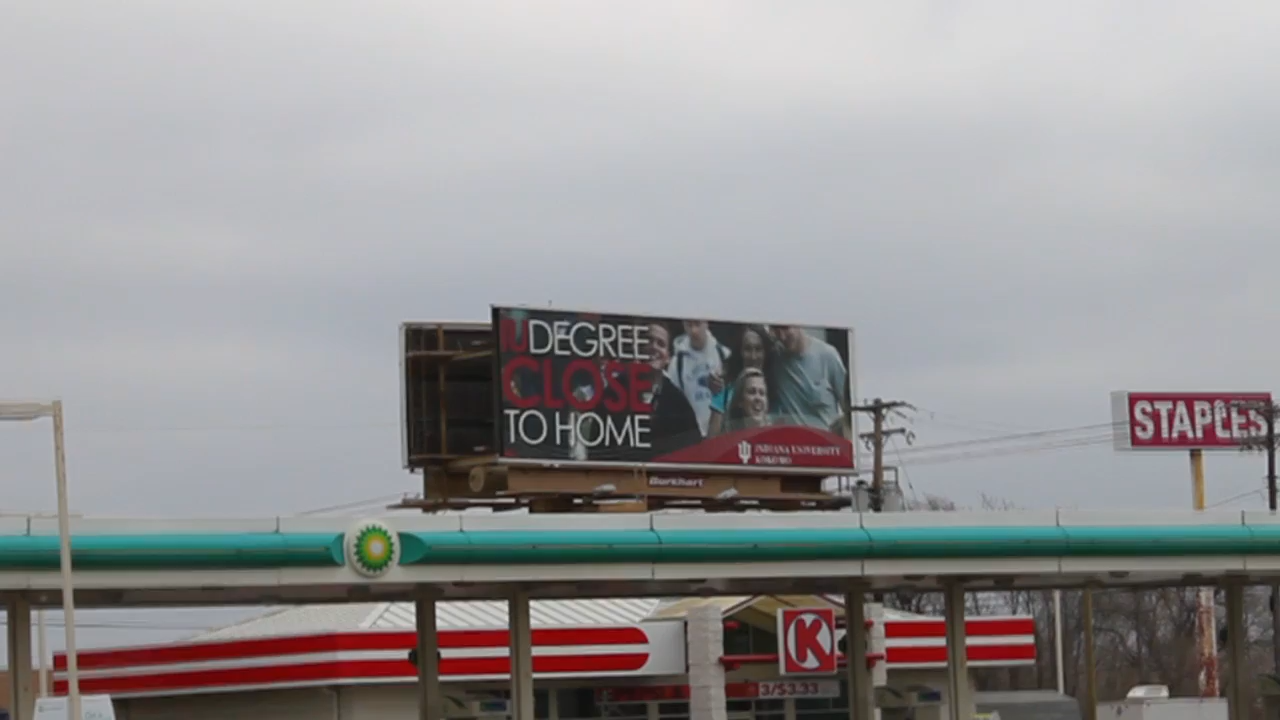 IU DEGREE
CLOSE
TO HOME
INDIANA UNIVERSITY
KOKOMO
Burkhart
STAPLES
K
3/$3.33